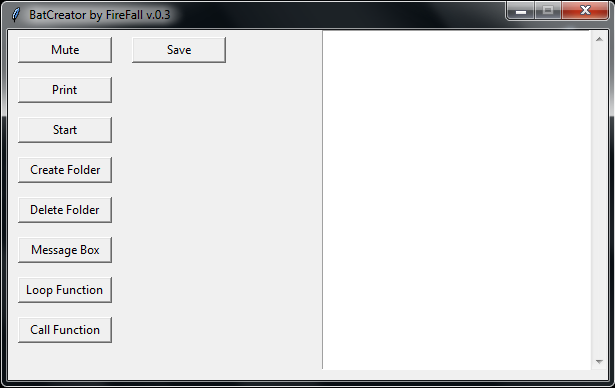 BatCreator by FireFall v.0.3
Mute
Save
Print
Start
Create Folder
Delete Folder
Message Box
Loop Function
Call Function